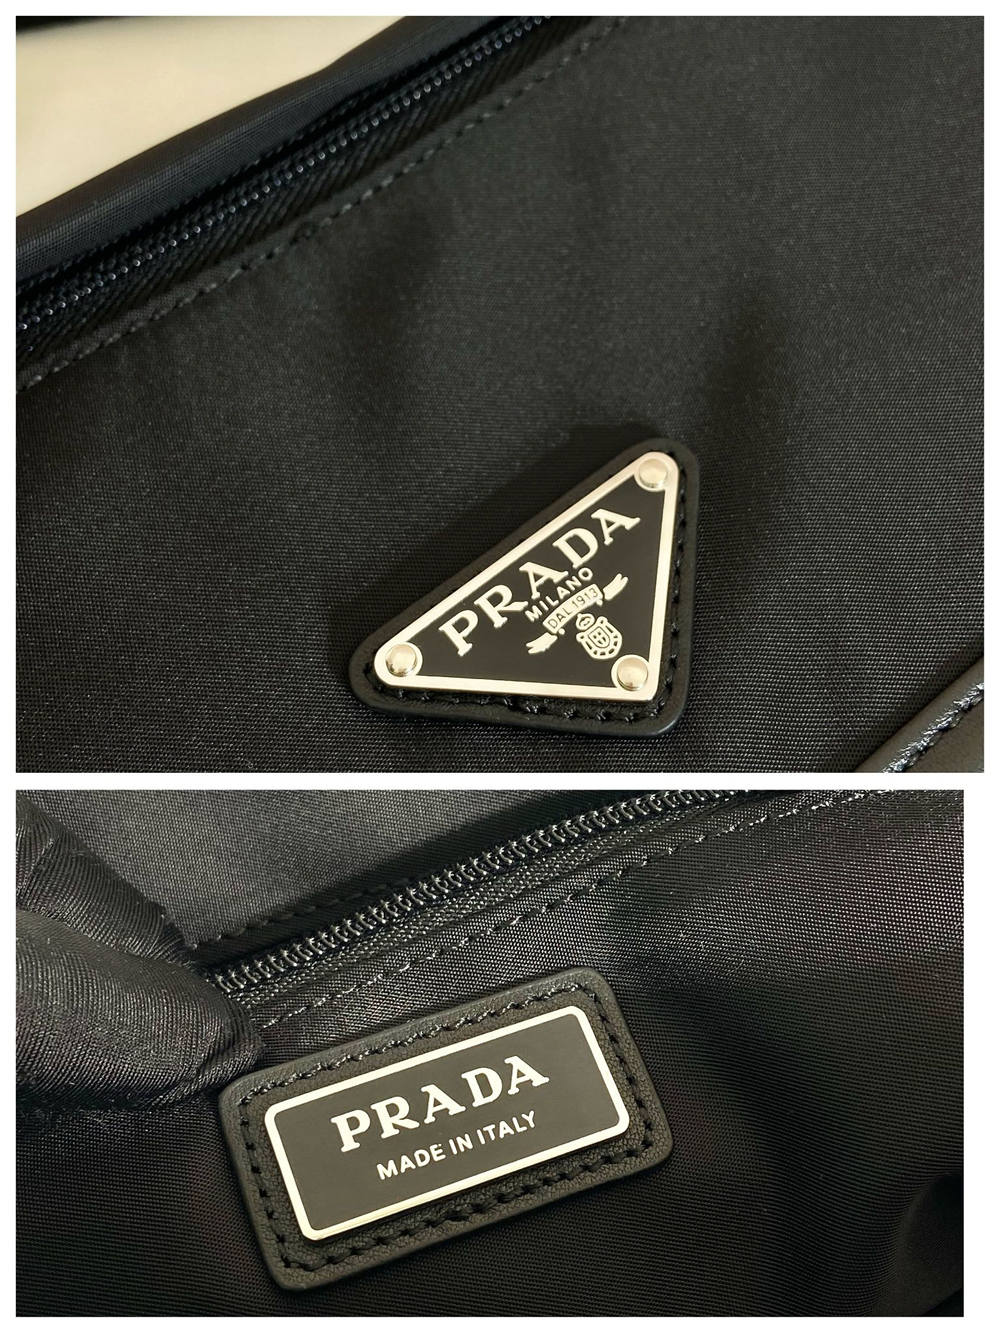 PRADA
MILANO
DAL 1913
PRADA
MADE IN ITALY